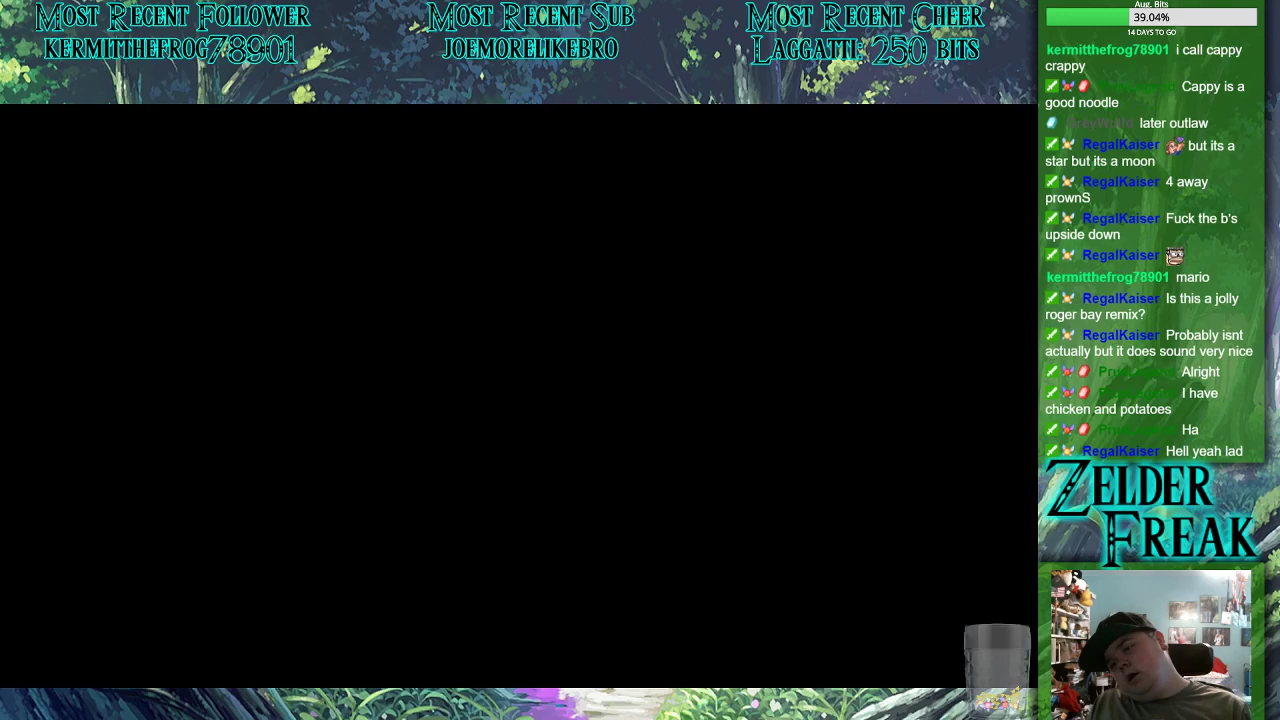 Most Recent Follower
kermitthefrog78901
Most Recent Sub
joemorelikebro
Most Recent Cheer
Laggatti: 250 bits
Aug. Bits
39.04%
14 DAYS TO GO
kermitthefrog78901 i call cappy
crappy
Cappy is a
good noodle
later outlaw
RegalKaiser but its a
star but its a moon
RegalKaiser 4 away
prownS
RegalKaiser Fuck the b's
upside down
RegalKaiser
kermitthefrog78901 mario
RegalKaiser Is this a jolly
roger bay remix?
RegalKaiser Probably isnt
actually but it does sound very nice
Alright
I have
chicken and potatoes
Ha
RegalKaiser Hell yeah lad
Zelder
Freak